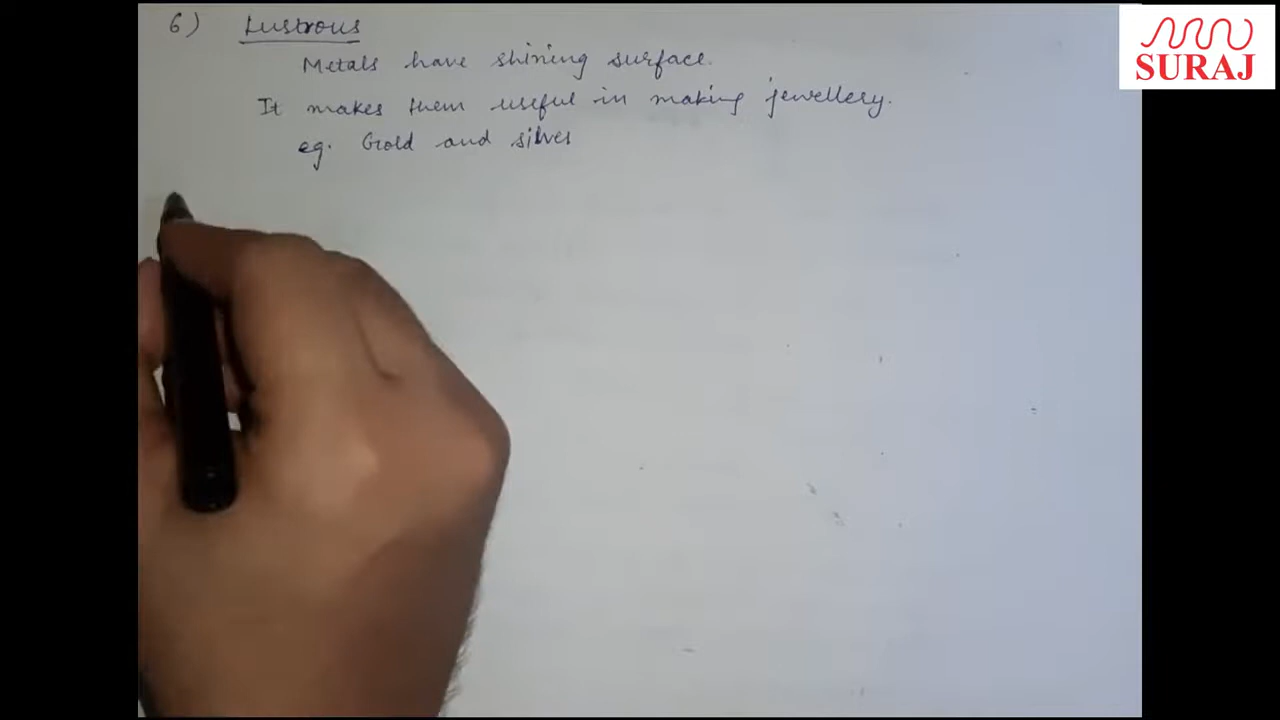 6) Lustrous
Metals have shining surface.
It makes them useful in making jewellery.
eg. Gold and silver
SURAJ